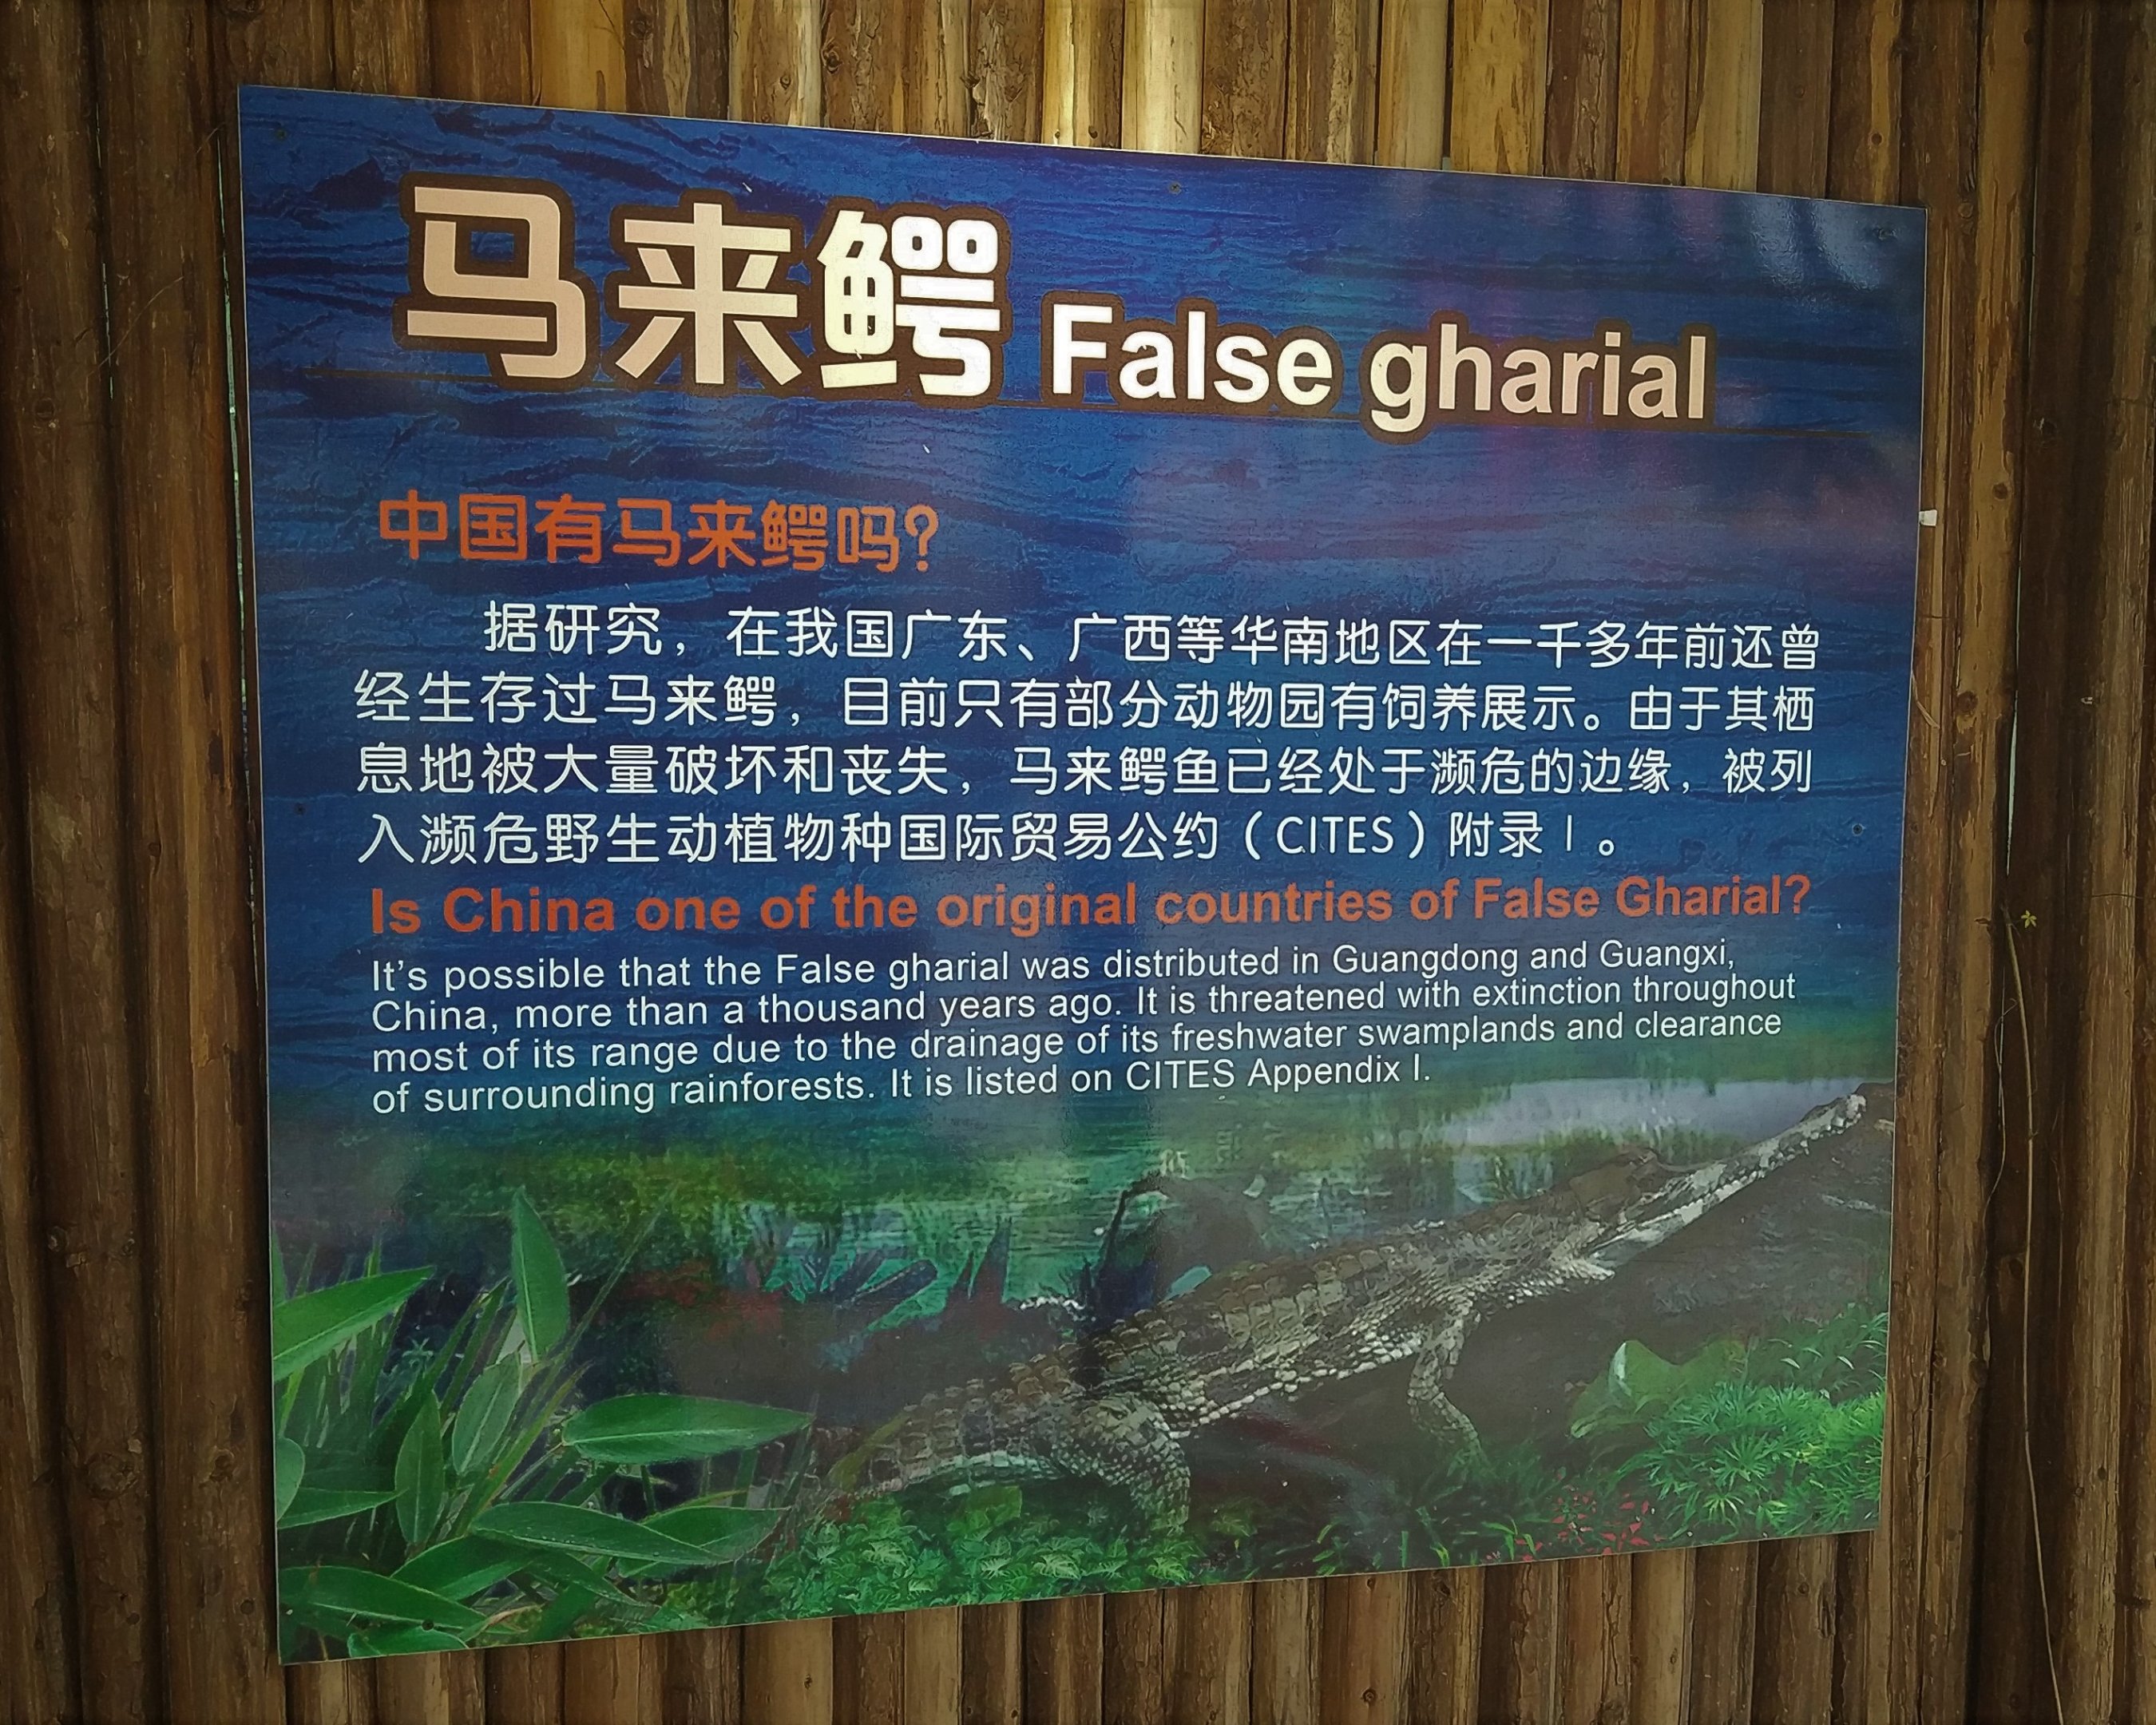 马来鳄 False gharial
中国有马来鳄吗？
据研究，在我国广东、广西等华南地区在一千多年前还曾
经生存过马来鳄，目前只有部分动物园有饲养展示。由于其栖
息地被大量破坏和丧失，马来鳄鱼已经处于濒危的边缘，被列
入濒危野生动植物种国际贸易公约（CITES）附录Ⅰ。
Is China one of the original countries of False Gharial?
It's possible that the False gharial was distributed in Guangdong and Guangxi,
China, more than a thousand years ago. It is threatened with extinction throughout
most of its range due to the drainage of its freshwater swamplands and clearance
of surrounding rainforests. It is listed on CITES Appendix I.